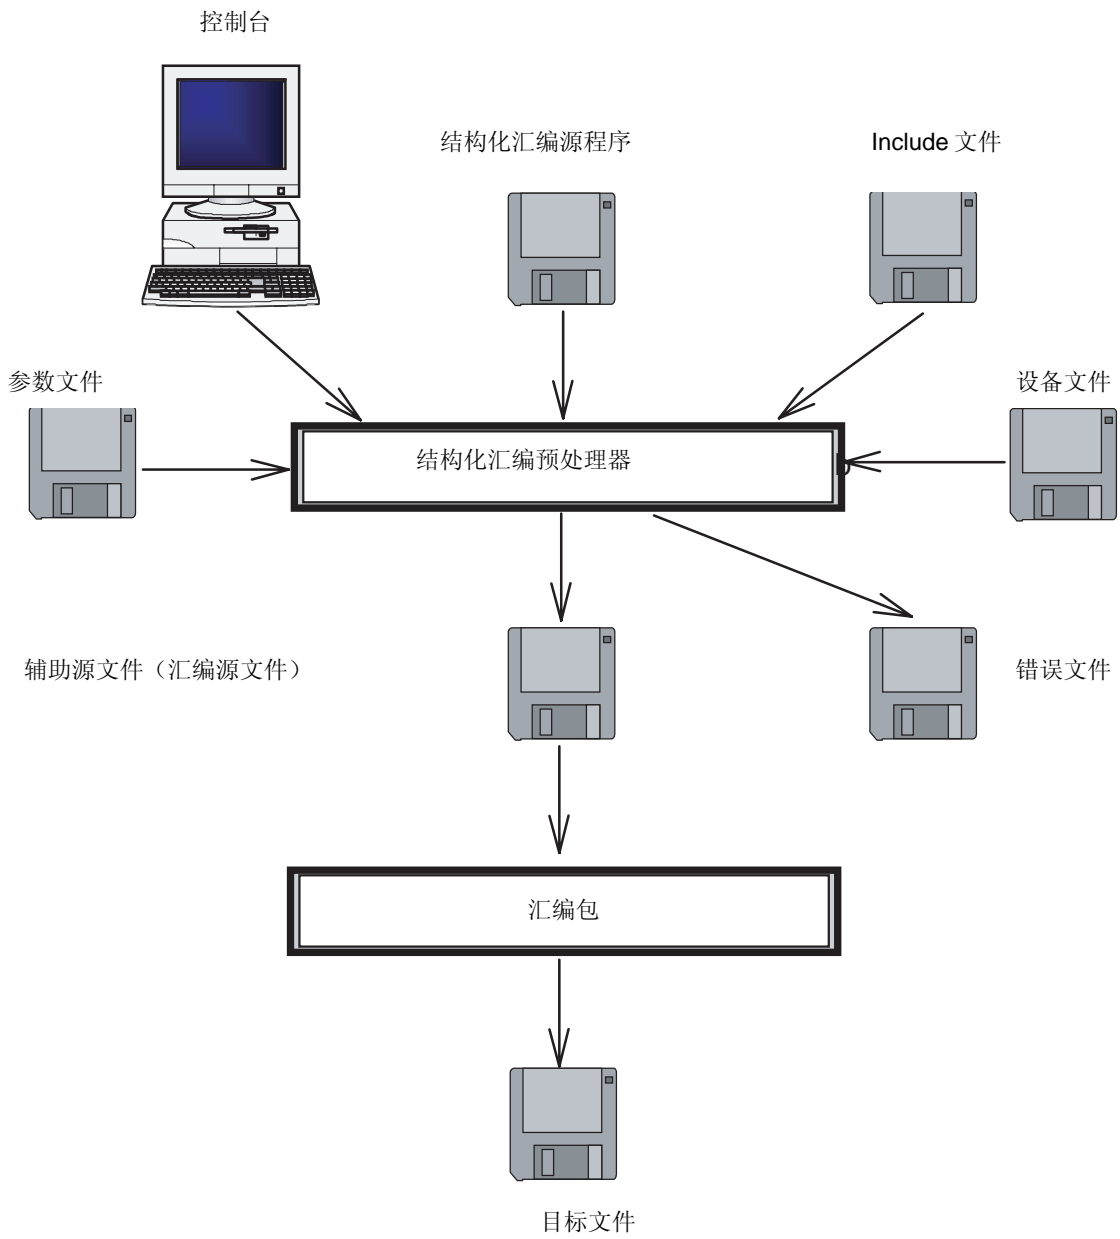 控制台
结构化汇编源程序
Include 文件
参数文件
设备文件
结构化汇编预处理器
辅助源文件（汇编源文件）
错误文件
汇编包
目标文件